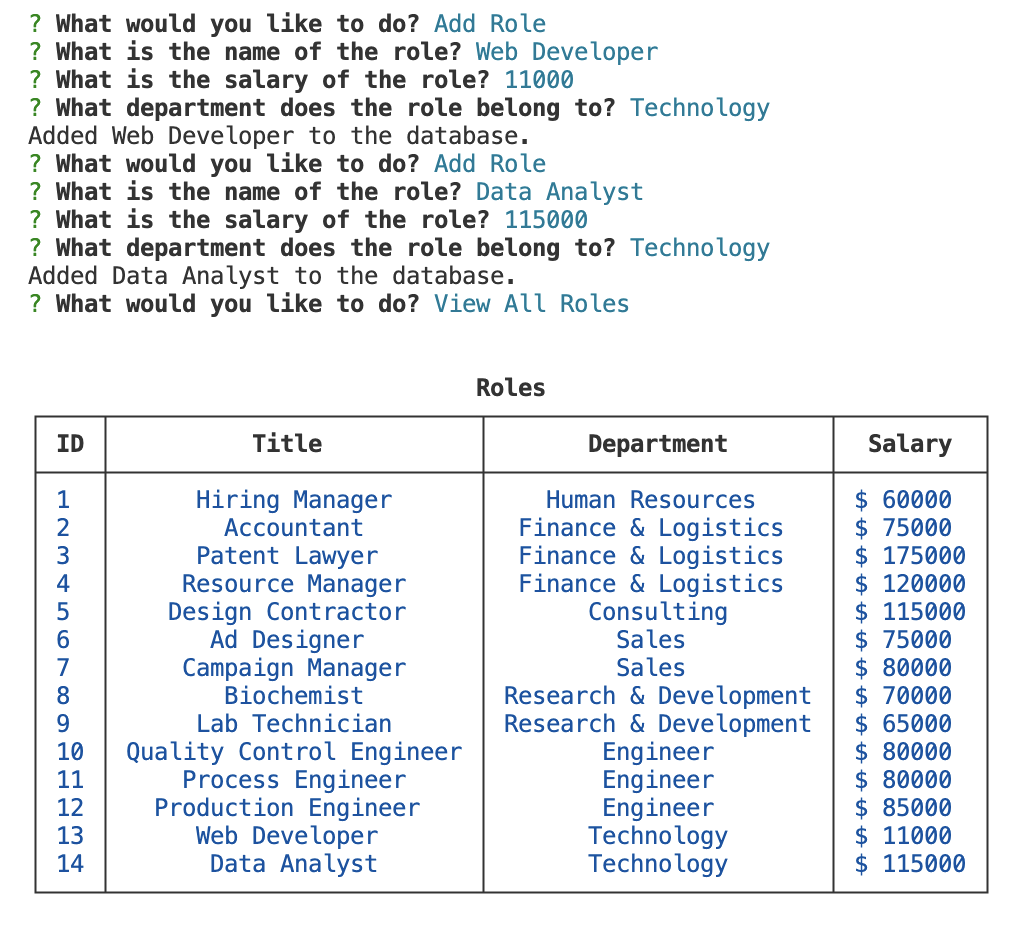 ? What would you like to do? Add Role
? What is the name of the role? Web Developer
? What is the salary of the role? 11000
? What department does the role belong to? Technology
Added Web Developer to the database.
? What would you like to do? Add Role
? What is the name of the role? Data Analyst
? What is the salary of the role? 115000
? What department does the role belong to? Technology
Added Data Analyst to the database.
? What would you like to do? View All Roles
Roles
ID Title Department Salary
1 Hiring Manager Human Resources $ 60000
2 Accountant Finance & Logistics $ 75000
3 Patent Lawyer Finance & Logistics $ 175000
4 Resource Manager Finance & Logistics $ 120000
5 Design Contractor Consulting $ 115000
6 Ad Designer Sales $ 75000
7 Campaign Manager Sales $ 80000
8 Biochemist Research & Development $ 70000
9 Lab Technician Research & Development $ 65000
10 Quality Control Engineer Engineer $ 80000
11 Process Engineer Engineer $ 80000
12 Production Engineer Engineer $ 85000
13 Web Developer Technology $ 11000
14 Data Analyst Technology $ 115000